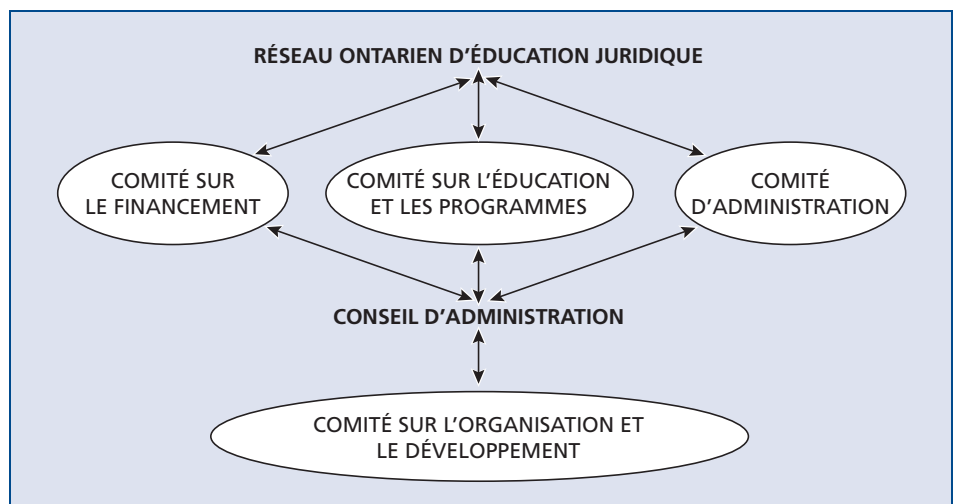 RÉSEAU ONTARIEN D’ÉDUCATION JURIDIQUE
COMITÉ SUR
LE FINANCEMENT
COMITÉ SUR L’ÉDUCATION
ET LES PROGRAMMES
COMITÉ
D’ADMINISTRATION
CONSEIL D’ADMINISTRATION
COMITÉ SUR L’ORGANISATION ET
LE DÉVELOPPEMENT